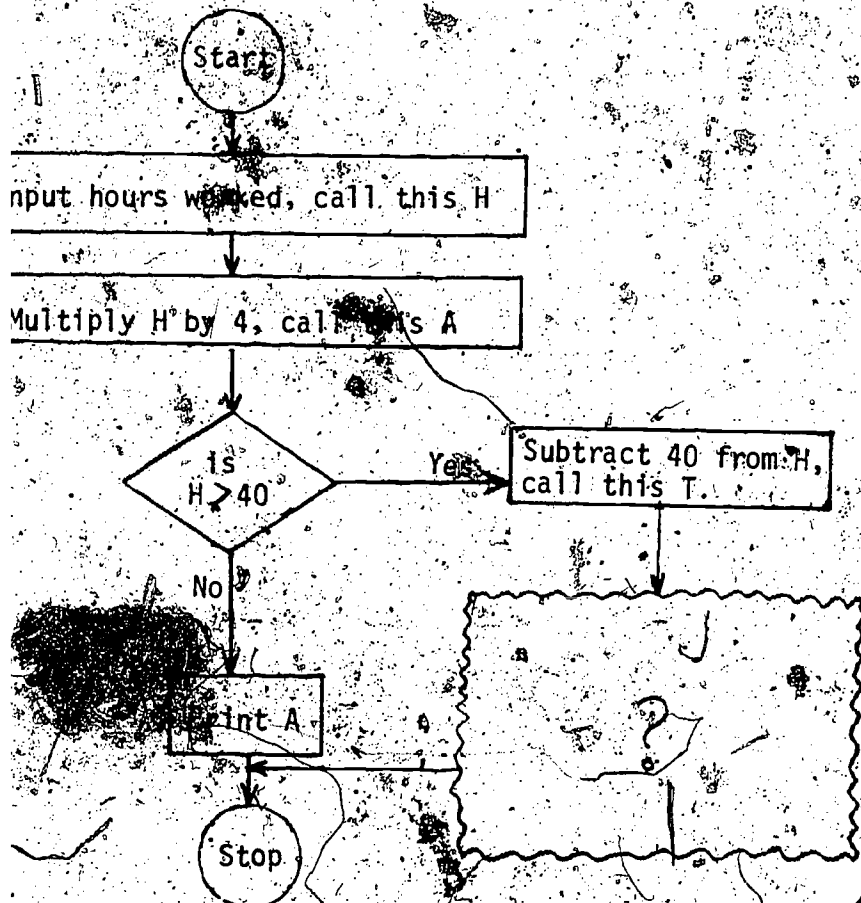 Start
nput hours worked, call this H
Multiply H by 4, call this A
is
H > 40
Yes
Subtract 40 from H,
call this T.
No
?
Print A
Stop